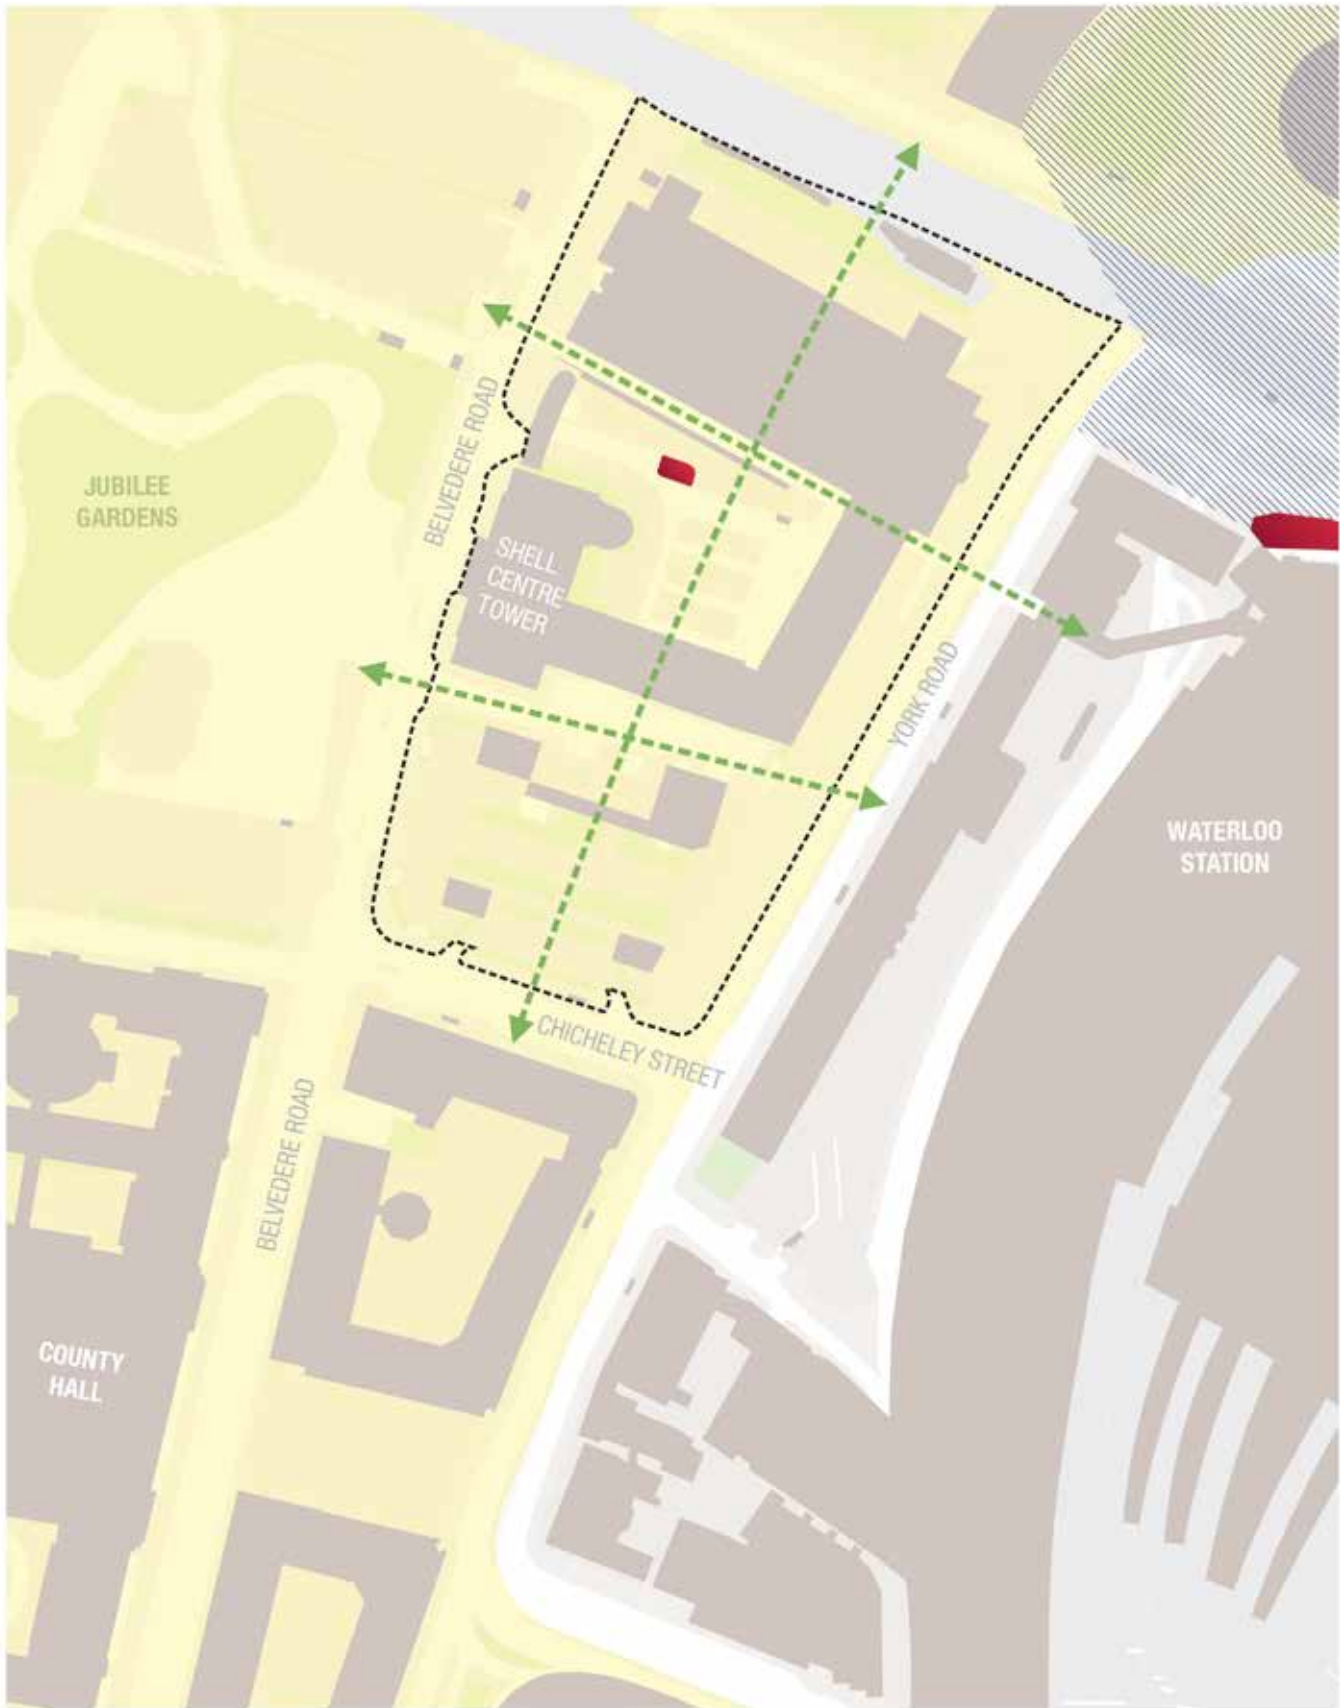 BELVEDERE ROAD
JUBILEE
GARDENS
SHELL
CENTRE
TOWER
YORK ROAD
WATERLOO
STATION
CHICHELEY STREET
BELVEDERE ROAD
COUNTY
HALL